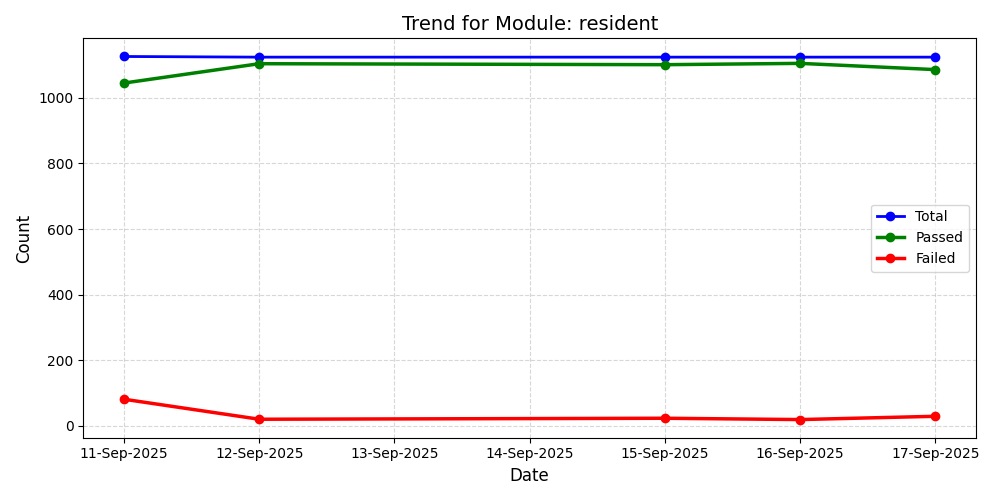 Trend for Module: resident
Count
1000
800
600
400
200
0
Total
Passed
Failed
11-Sep-2025 12-Sep-2025 13-Sep-2025 14-Sep-2025 15-Sep-2025 16-Sep-2025 17-Sep-2025
Date